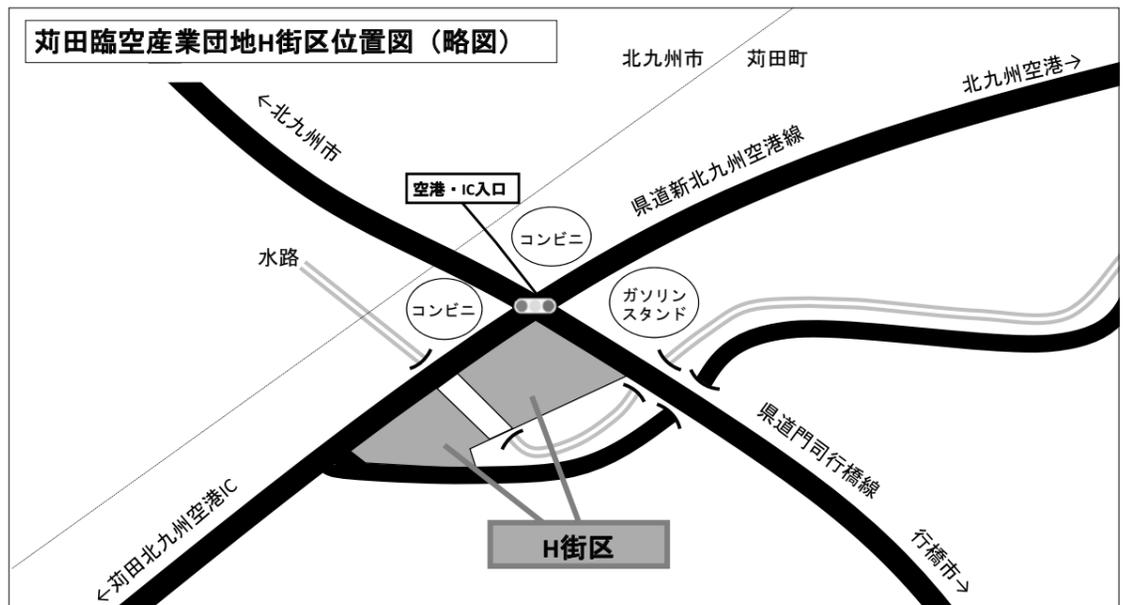 苅田臨空産業団地H街区位置図（略図）
北九州市
苅田町
北九州空港→
←北九州市
県道新北九州空港線
空港・IC入口
コンビニ
水路
コンビニ
ガソリン
スタンド
県道門司行橋線
←苅田北九州空港IC
H街区
行橋市→